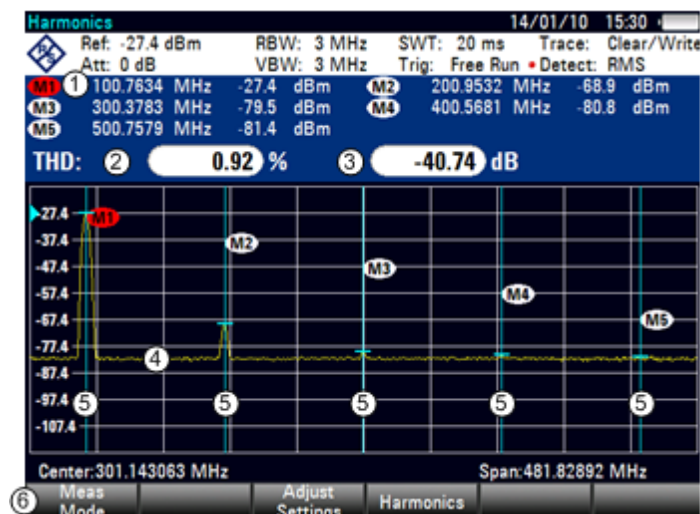 Harmonics 14/01/10 15:30
Ref: -27.4 dBm RBW: 3 MHz SWT: 20 ms Trace: Clear/Write
Att: 0 dB VBW: 3 MHz Trig: Free Run • Detect: RMS
M1 1 100.7634 MHz -27.4 dBm M2 200.9532 MHz -68.9 dBm
M3 300.3783 MHz -79.5 dBm M4 400.5681 MHz -80.8 dBm
M5 500.7579 MHz -81.4 dBm
THD: 2 0.92 % 3 -40.74 dB
-27.4 M1
-37.4 M2
-47.4 M3
-57.4 M4
-67.4 M5
-77.4 4
-87.4
-97.4 5 5 5 5 5
-107.4
Center:301.143063 MHz Span:481.82892 MHz
6 Meas Mode Adjust Settings Harmonics